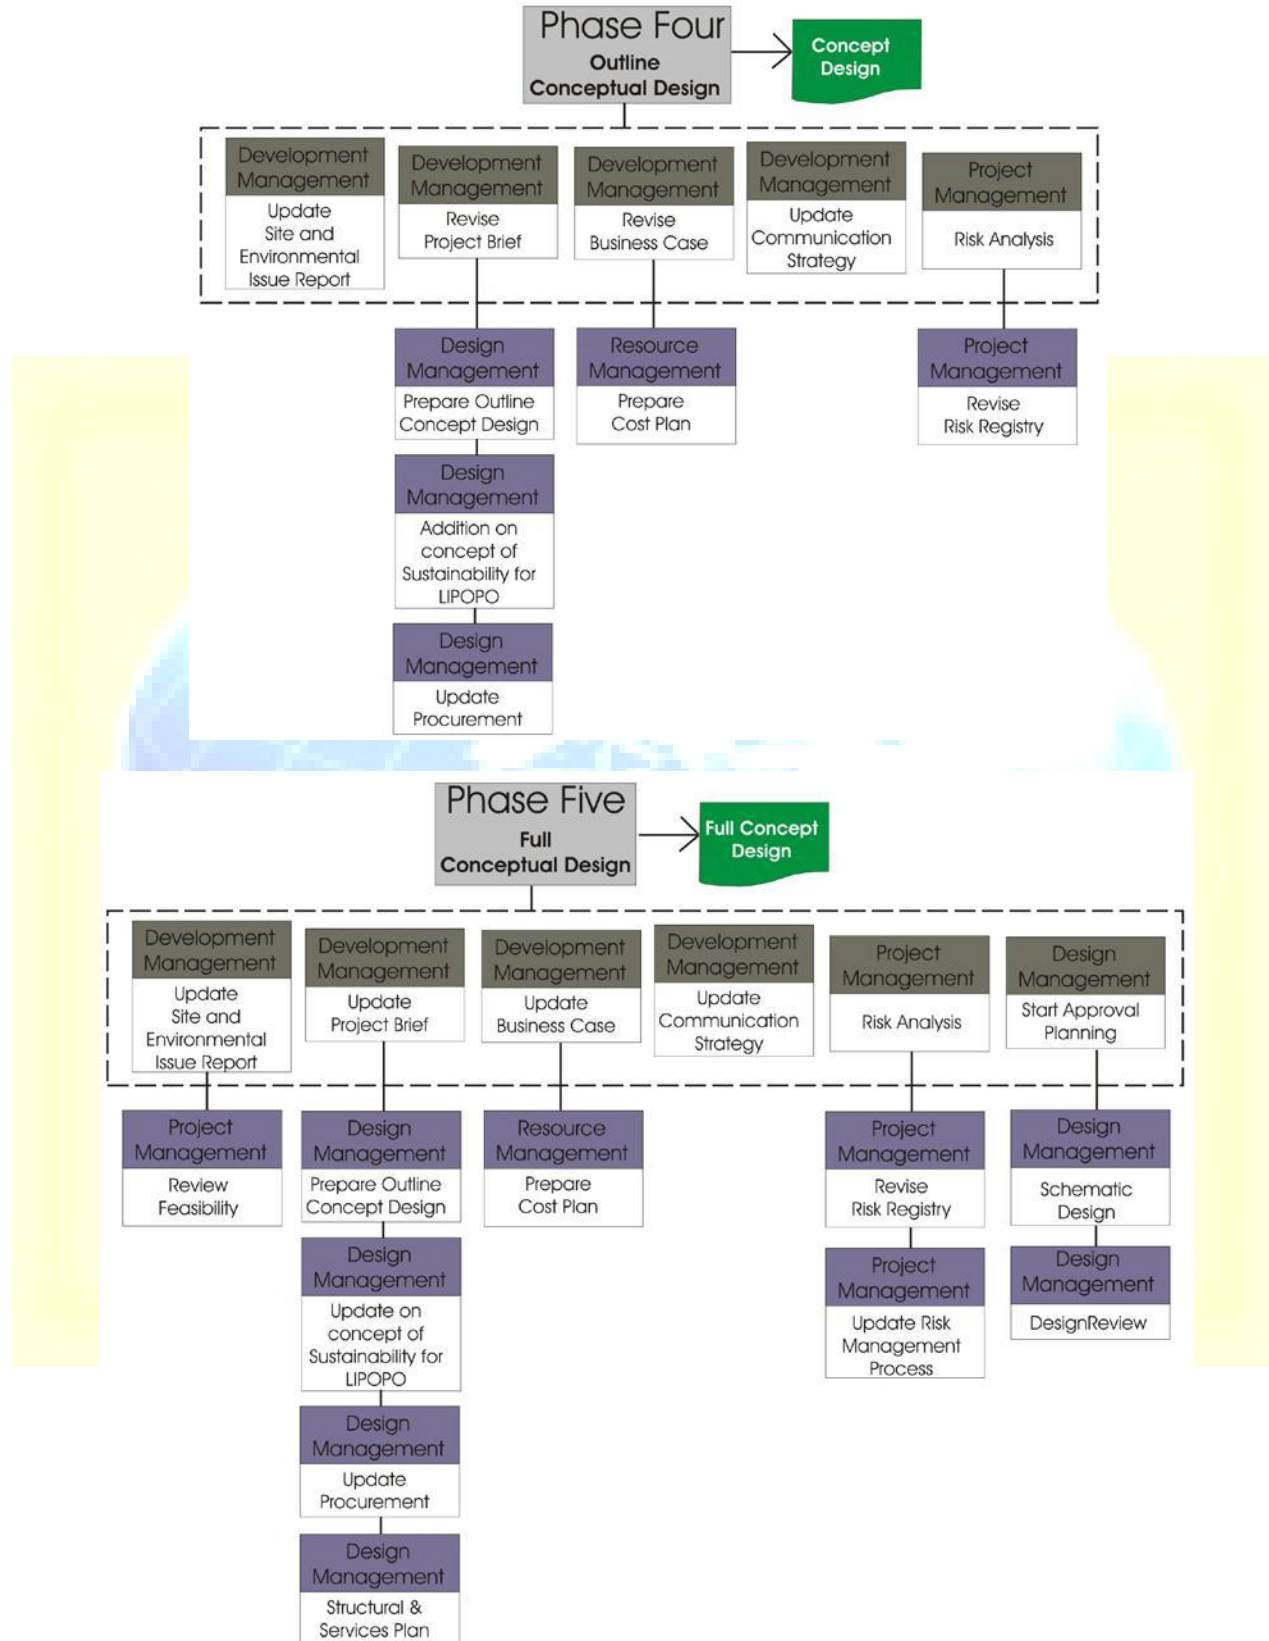 Phase Four
Outline
Conceptual Design
Concept
Design
Development
Management
Update
Site and
Environmental
Issue Report
Development
Management
Revise
Project Brief
Development
Management
Revise
Business Case
Development
Management
Update
Communication
Strategy
Project
Management
Risk Analysis
Design
Management
Prepare Outline
Concept Design
Resource
Management
Prepare
Cost Plan
Project
Management
Revise
Risk Registry
Design
Management
Addition on
concept of
Sustainability for
LIPOPO
Design
Management
Update
Procurement
Phase Five
Full
Conceptual Design
Full Concept
Design
Development
Management
Update
Site and
Environmental
Issue Report
Development
Management
Update
Project Brief
Development
Management
Update
Business Case
Development
Management
Update
Communication
Strategy
Project
Management
Risk Analysis
Design
Management
Start Approval
Planning
Project
Management
Review
Feasibility
Design
Management
Prepare Outline
Concept Design
Resource
Management
Prepare
Cost Plan
Project
Management
Revise
Risk Registry
Design
Management
Schematic
Design
Design
Management
Update on
concept of
Sustainability for
LIPOPO
Project
Management
Update Risk
Management
Process
Design
Management
DesignReview
Design
Management
Update
Procurement
Design
Management
Structural &
Services Plan